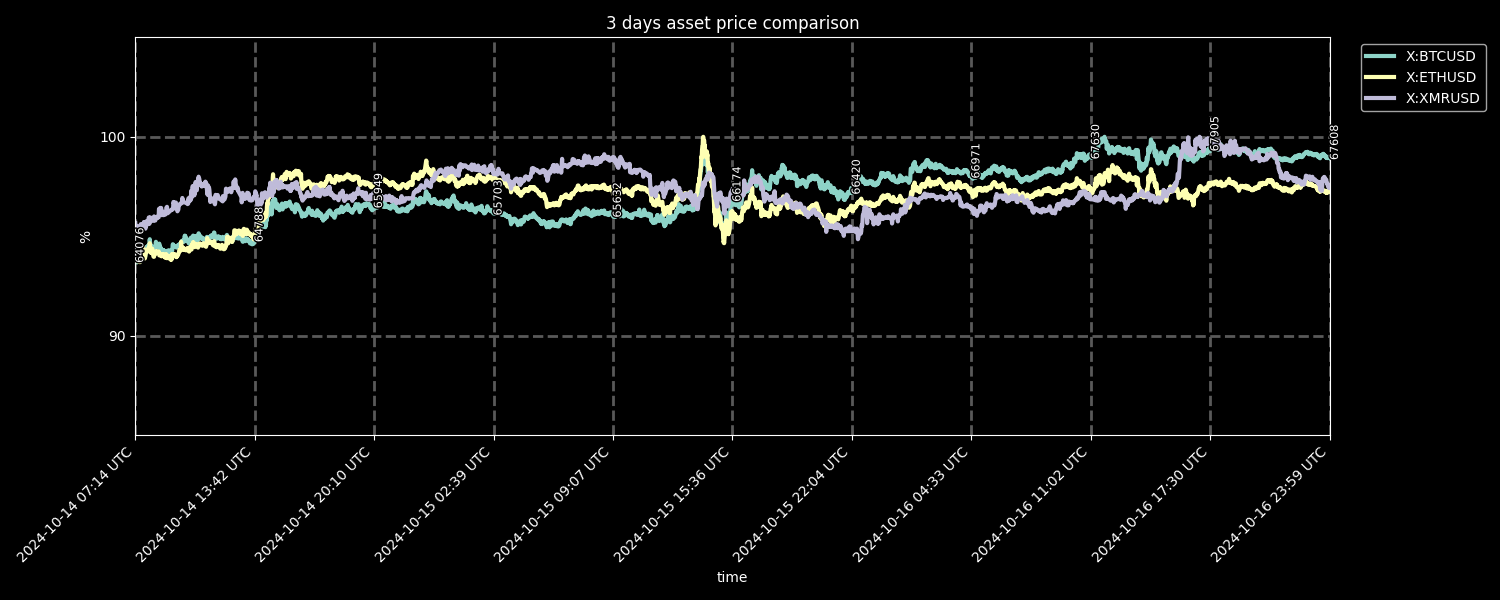 3 days asset price comparison
X:BTCUSD
X:ETHUSD
X:XMRUSD
100
90
%
64076
64788
65949
65703
65632
66174
66420
66971
67630
67905
67608
2024-10-14 07:14 UTC
2024-10-14 13:42 UTC
2024-10-14 20:10 UTC
2024-10-15 02:39 UTC
2024-10-15 09:07 UTC
2024-10-15 15:36 UTC
2024-10-15 22:04 UTC
2024-10-16 04:33 UTC
2024-10-16 11:02 UTC
2024-10-16 17:30 UTC
2024-10-16 23:59 UTC
time